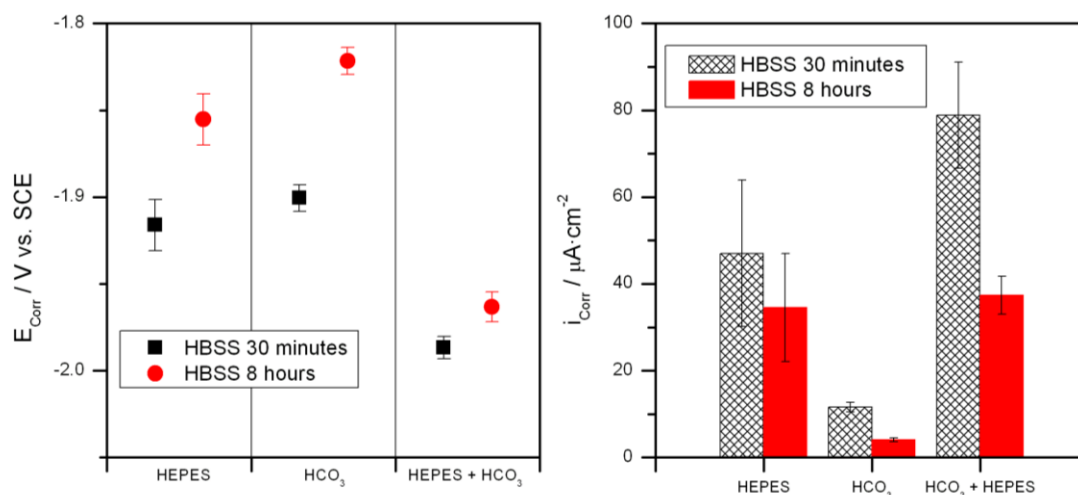 -1.8
-1.9
-2.0
E_Corr / V vs. SCE
HBSS 30 minutes
HBSS 8 hours
HEPES
HCO₃
HEPES + HCO₃
100
80
60
40
20
0
i_Corr / μA·cm⁻²
HBSS 30 minutes
HBSS 8 hours
HEPES
HCO₃
HCO₃ + HEPES